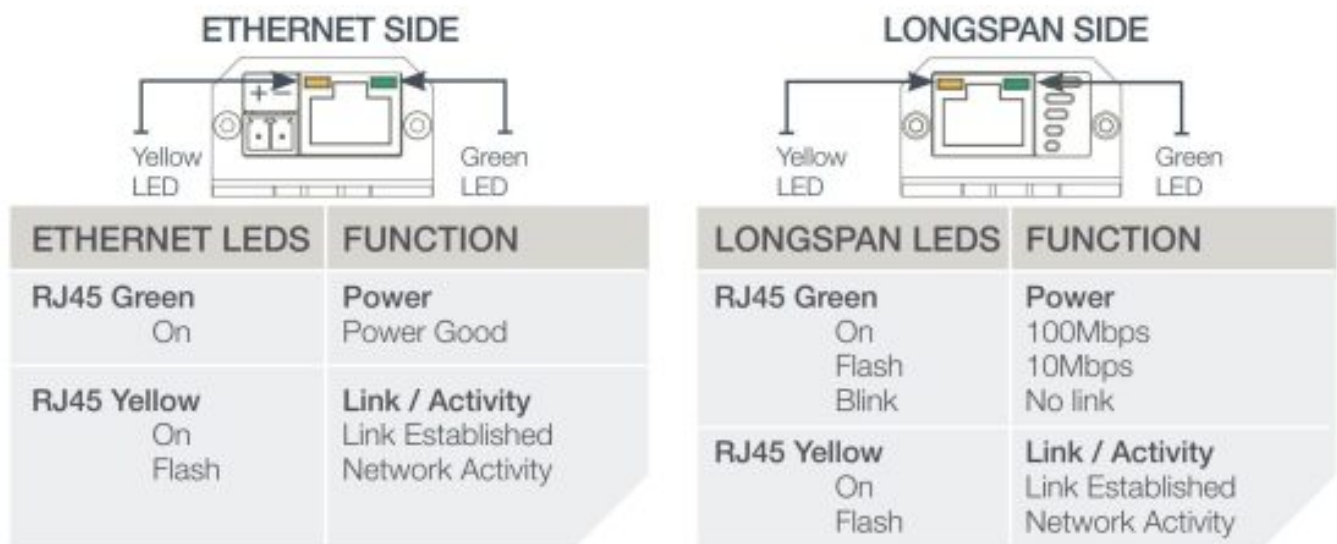 ETHERNET SIDE
+ −
Yellow
LED
Green
LED
ETHERNET LEDS FUNCTION
RJ45 Green Power
On Power Good
RJ45 Yellow Link / Activity
On Link Established
Flash Network Activity
LONGSPAN SIDE
Yellow
LED
Green
LED
LONGSPAN LEDS FUNCTION
RJ45 Green Power
On 100Mbps
Flash 10Mbps
Blink No link
RJ45 Yellow Link / Activity
On Link Established
Flash Network Activity